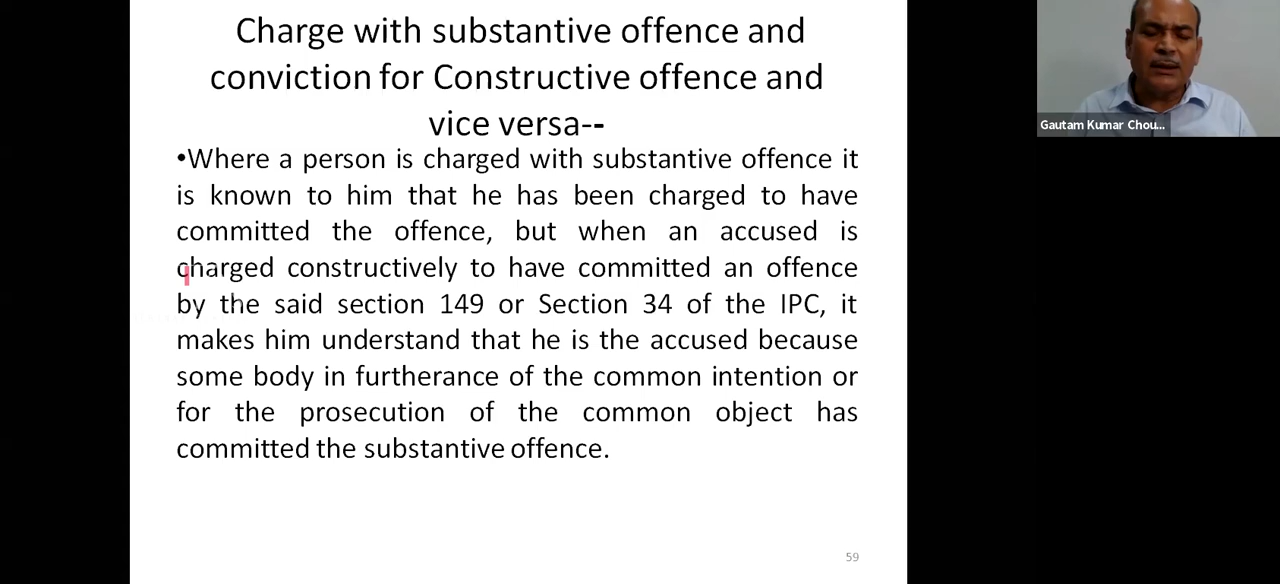 Charge with substantive offence and
conviction for Constructive offence and
vice versa--
•Where a person is charged with substantive offence it
is known to him that he has been charged to have
committed the offence, but when an accused is
charged constructively to have committed an offence
by the said section 149 or Section 34 of the IPC, it
makes him understand that he is the accused because
some body in furtherance of the common intention or
for the prosecution of the common object has
committed the substantive offence.
59
Gautam Kumar Chou...